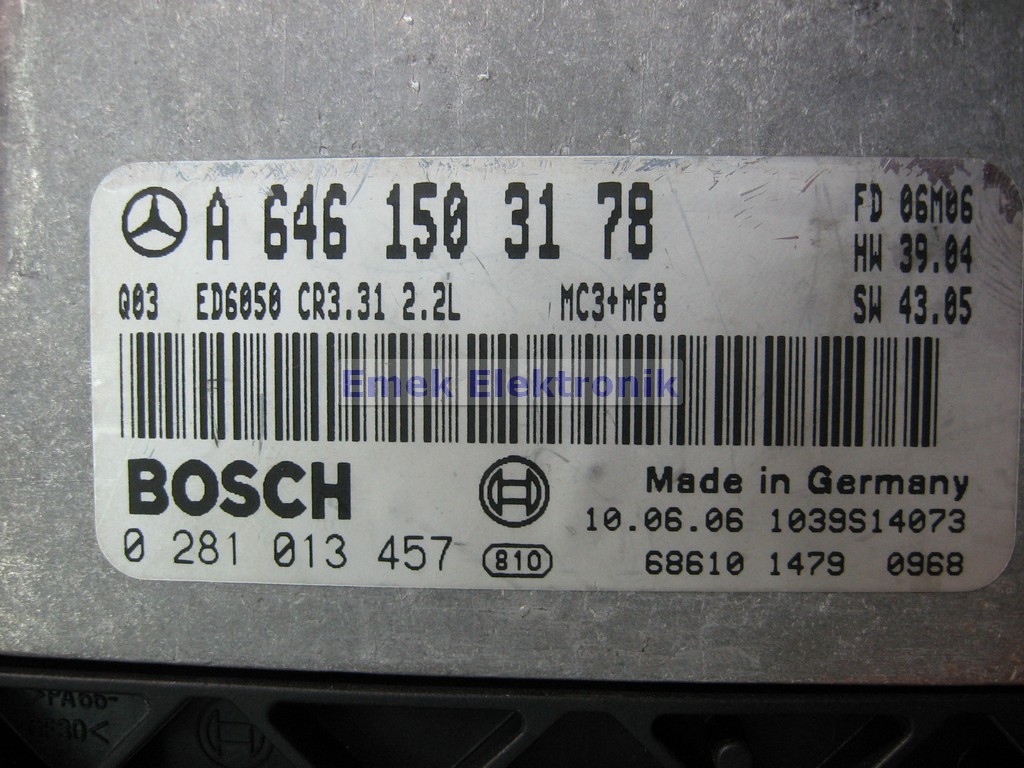 A 646 150 31 78 FD 06M06
HW 39.04
Q03 ED6050 CR3.31 2.2L MC3+MF8 SW 43.05
Emek Elektronik
BOSCH Made in Germany
10.06.06 1039S14073
0 281 013 457 810 68610 1479 0968
>PA66-